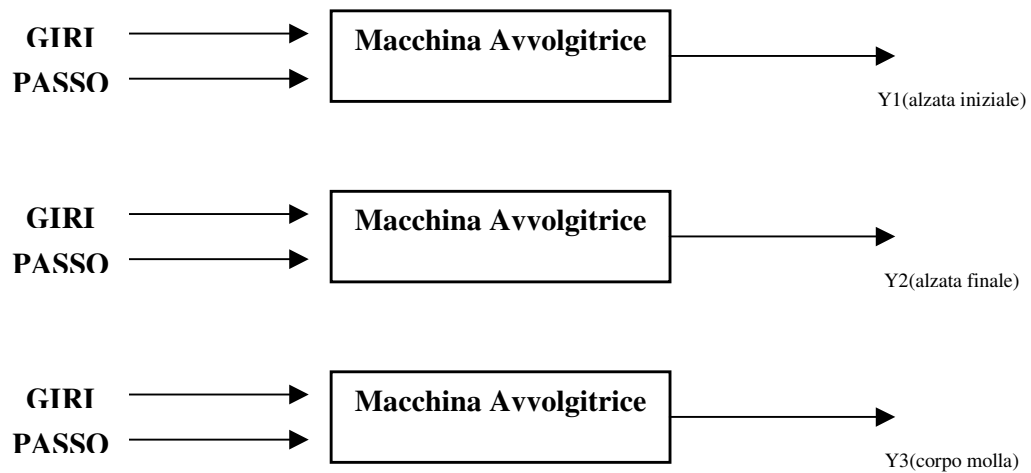 GIRI
PASSO
Macchina Avvolgitrice
Y1(alzata iniziale)
GIRI
PASSO
Macchina Avvolgitrice
Y2(alzata finale)
GIRI
PASSO
Macchina Avvolgitrice
Y3(corpo molla)